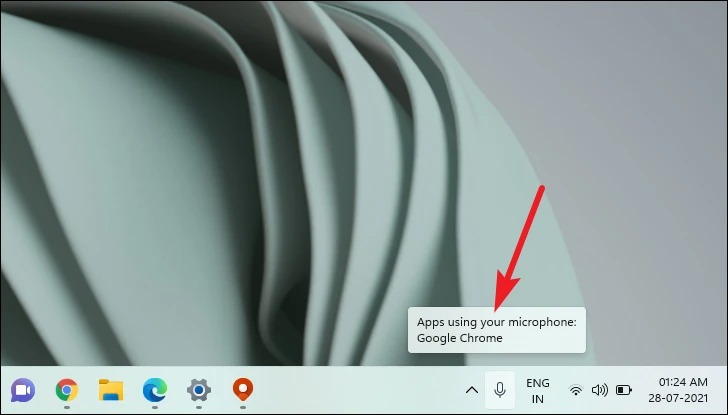 Apps using your microphone:
Google Chrome
ENG
IN
01:24 AM
28-07-2021